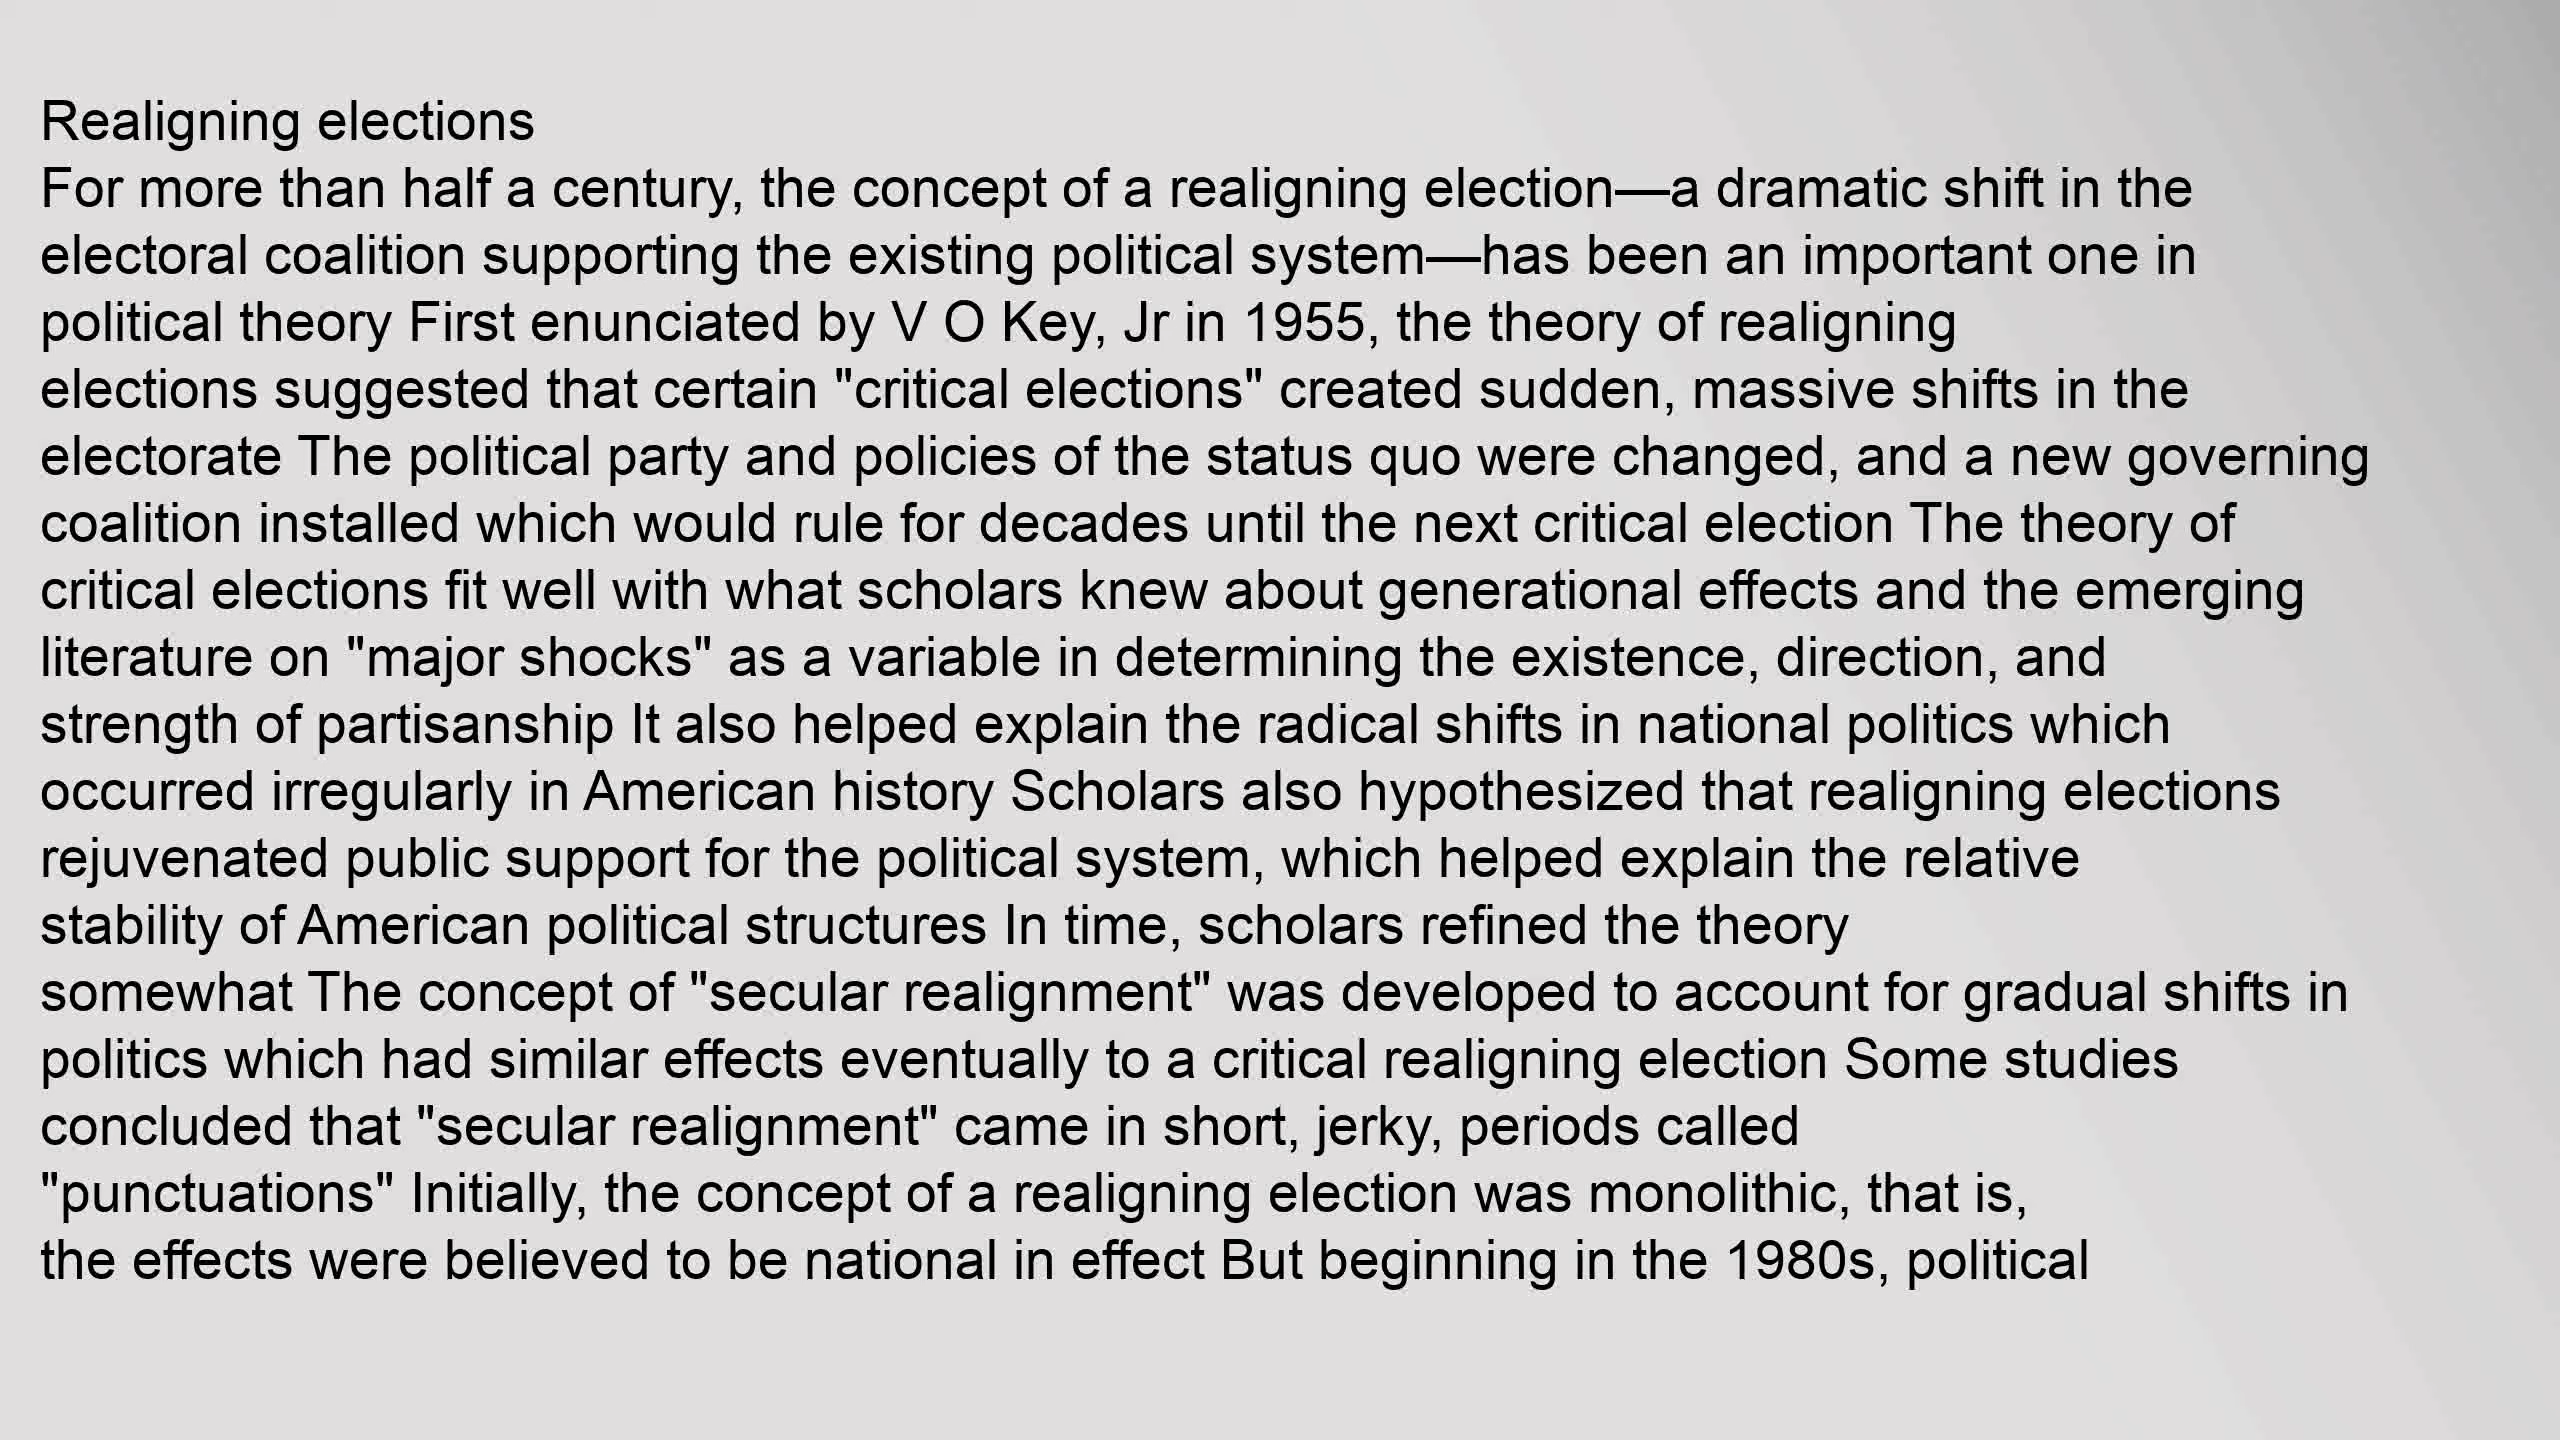 Realigning elections
For more than half a century, the concept of a realigning election—a dramatic shift in the
electoral coalition supporting the existing political system—has been an important one in
political theory First enunciated by V O Key, Jr in 1955, the theory of realigning
elections suggested that certain "critical elections" created sudden, massive shifts in the
electorate The political party and policies of the status quo were changed, and a new governing
coalition installed which would rule for decades until the next critical election The theory of
critical elections fit well with what scholars knew about generational effects and the emerging
literature on "major shocks" as a variable in determining the existence, direction, and
strength of partisanship It also helped explain the radical shifts in national politics which
occurred irregularly in American history Scholars also hypothesized that realigning elections
rejuvenated public support for the political system, which helped explain the relative
stability of American political structures In time, scholars refined the theory
somewhat The concept of "secular realignment" was developed to account for gradual shifts in
politics which had similar effects eventually to a critical realigning election Some studies
concluded that "secular realignment" came in short, jerky, periods called
"punctuations" Initially, the concept of a realigning election was monolithic, that is,
the effects were believed to be national in effect But beginning in the 1980s, political